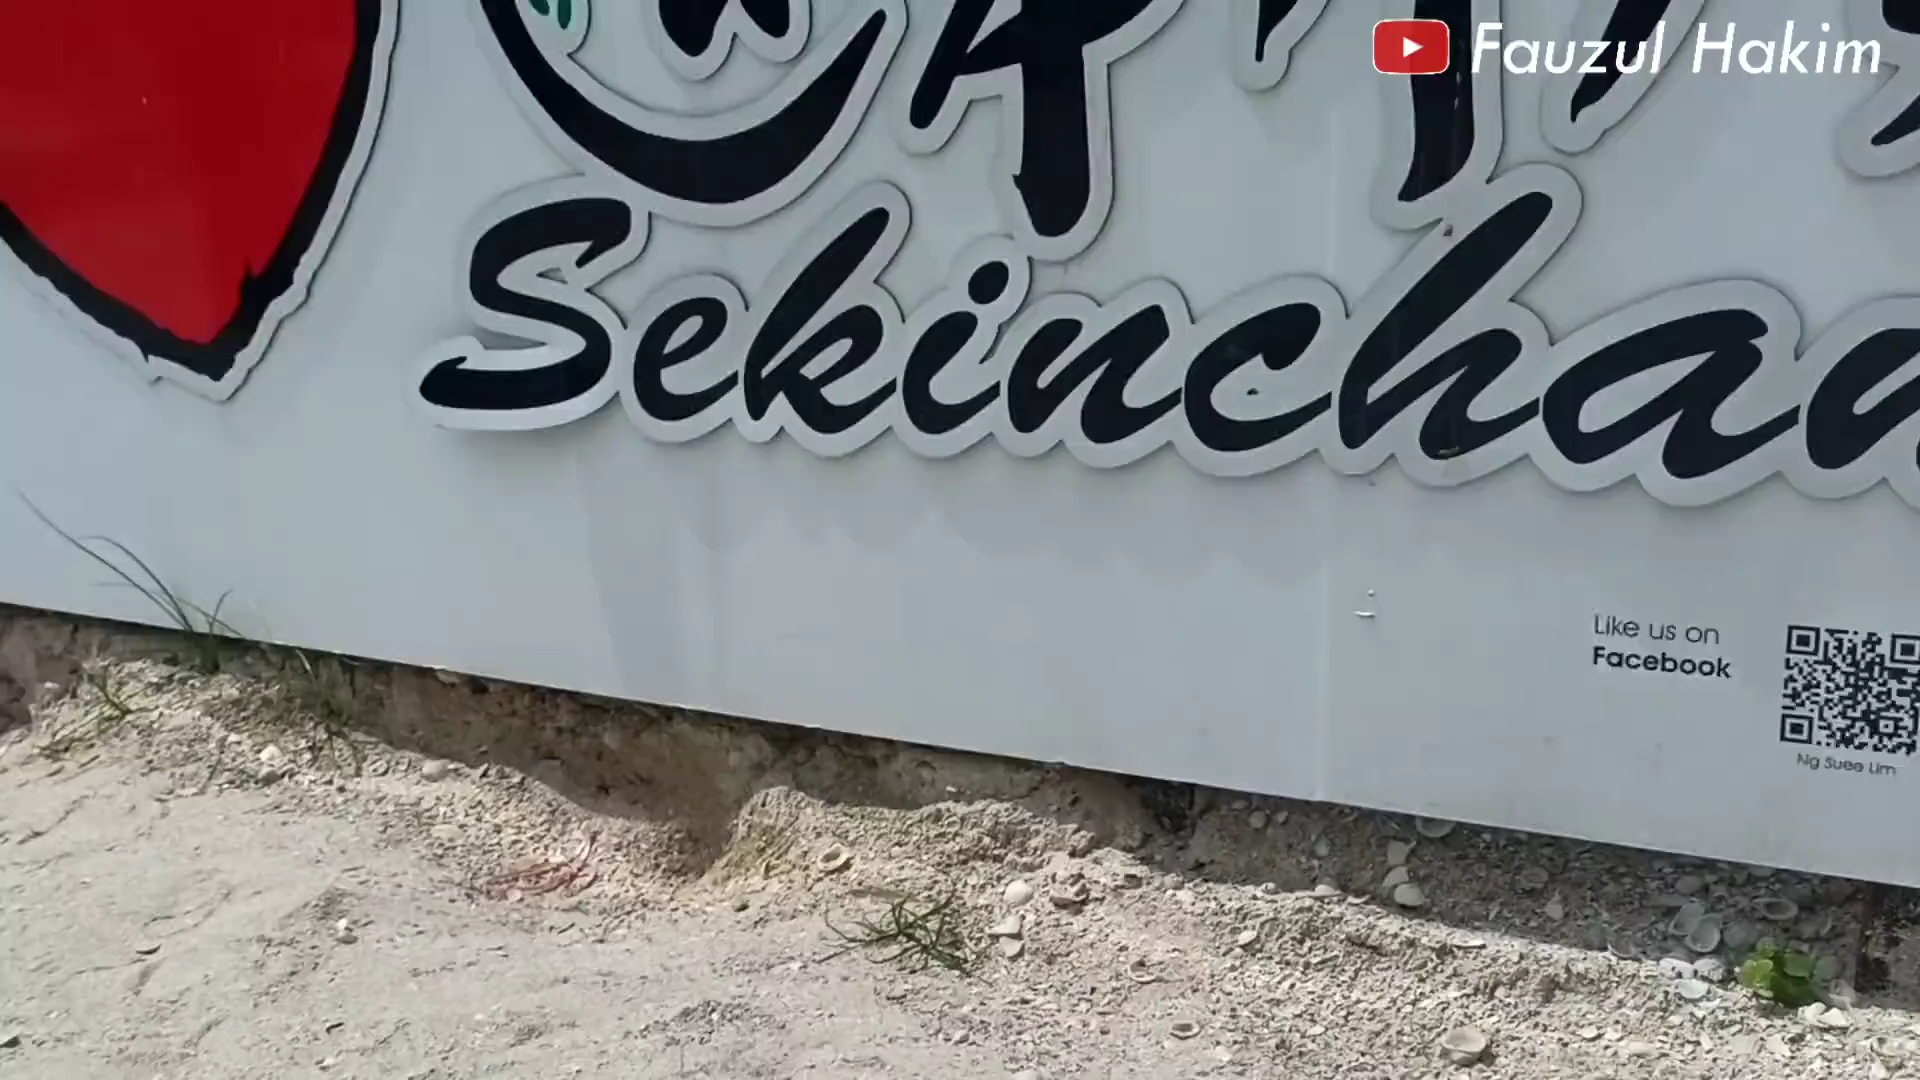 Fauzul Hakim
Sekinchan
Like us on
Facebook
Ng Suee Lim